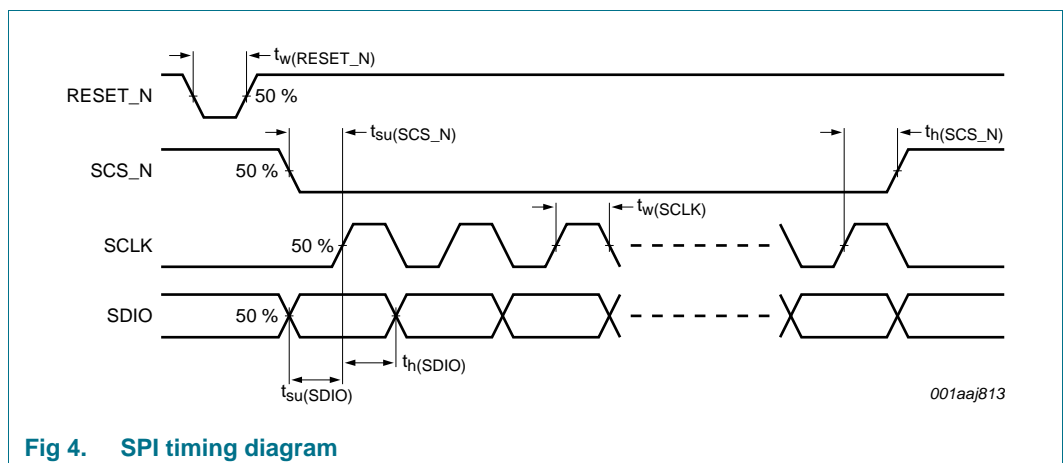 tw(RESET_N)
RESET_N
50 %
tsu(SCS_N)
th(SCS_N)
SCS_N
50 %
tw(SCLK)
SCLK
50 %
SDIO
50 %
th(SDIO)
tsu(SDIO)
001aaj813
Fig 4. SPI timing diagram